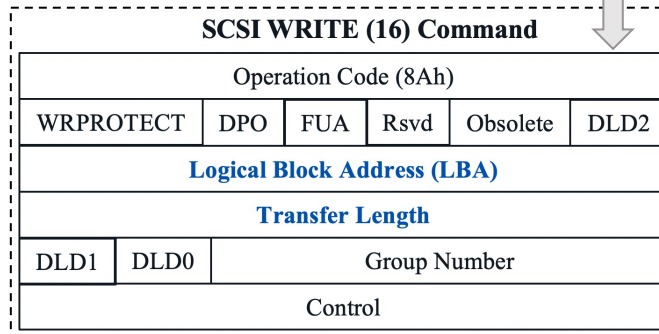 SCSI WRITE (16) Command
Operation Code (8Ah)
WRPROTECT DPO FUA Rsvd Obsolete DLD2
Logical Block Address (LBA)
Transfer Length
DLD1 DLD0 Group Number
Control